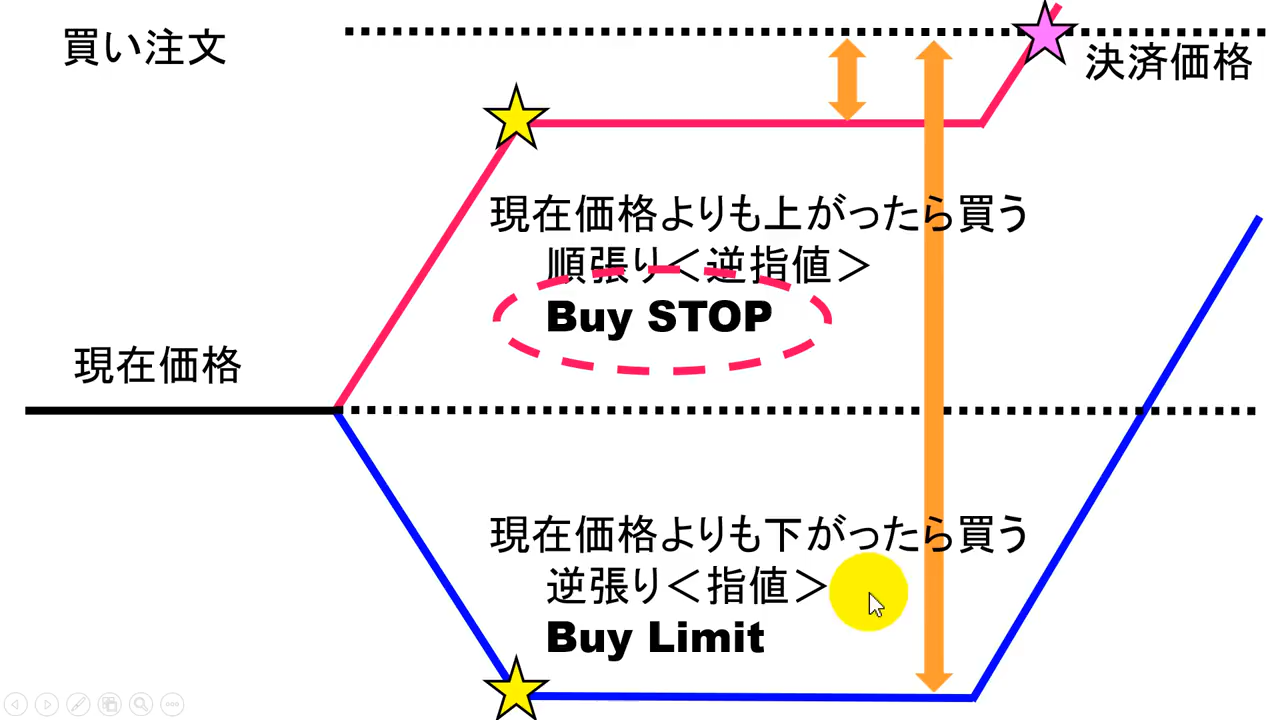 買い注文
決済価格
現在価格よりも上がったら買う
順張り＜逆指値＞
Buy STOP
現在価格
現在価格よりも下がったら買う
逆張り＜指値＞
Buy Limit